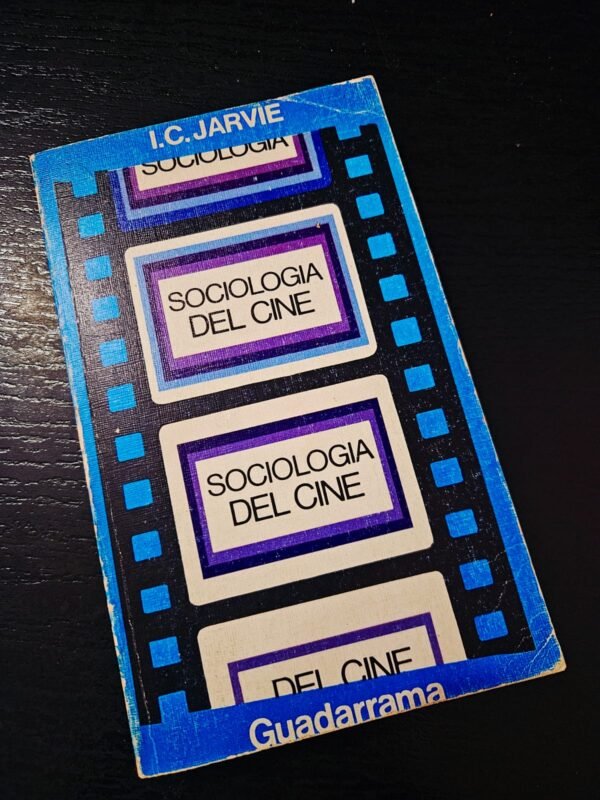 I.C. JARVIE
SOCIOLOGIA
SOCIOLOGIA
DEL CINE
SOCIOLOGIA
DEL CINE
DEL CINE
Guadarrama